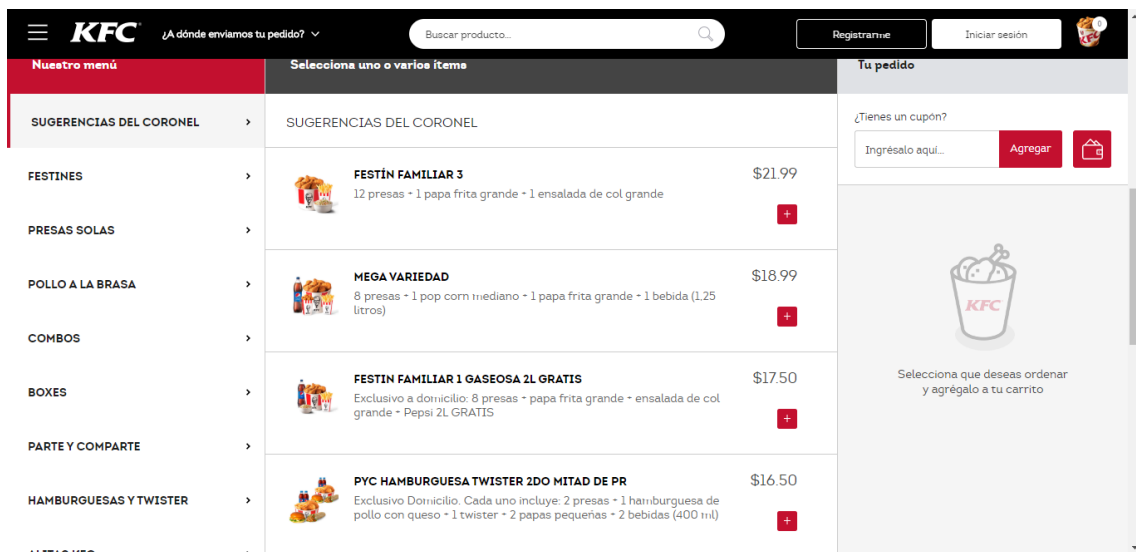 KFC
¿A dónde enviamos tu pedido?
Buscar producto...
Registrarme
Iniciar sesión
0
Nuestro menú
Selecciona uno o varios items
Tu pedido
SUGERENCIAS DEL CORONEL
FESTINES
PRESAS SOLAS
POLLO A LA BRASA
COMBOS
BOXES
PARTE Y COMPARTE
HAMBURGUESAS Y TWISTER
SUGERENCIAS DEL CORONEL
FESTÍN FAMILIAR 3
$21.99
12 presas + 1 papa frita grande + 1 ensalada de col grande
+
MEGA VARIEDAD
$18.99
8 presas + 1 pop corn mediano + 1 papa frita grande + 1 bebida (1,25
litros)
+
FESTIN FAMILIAR 1 GASEOSA 2L GRATIS
$17.50
Exclusivo a domicilio: 8 presas + papa frita grande + ensalada de col
grande + Pepsi 2L GRATIS
+
PYC HAMBURGUESA TWISTER 2DO MITAD DE PR
$16.50
Exclusivo Domicilio. Cada uno incluye: 2 presas + 1 hamburguesa de
pollo con queso + 1 twister + 2 papas pequeñas + 2 bebidas (400 ml)
+
¿Tienes un cupón?
Ingrésalo aquí...
Agregar
KFC
Selecciona que deseas ordenar
y agrégalo a tu carrito